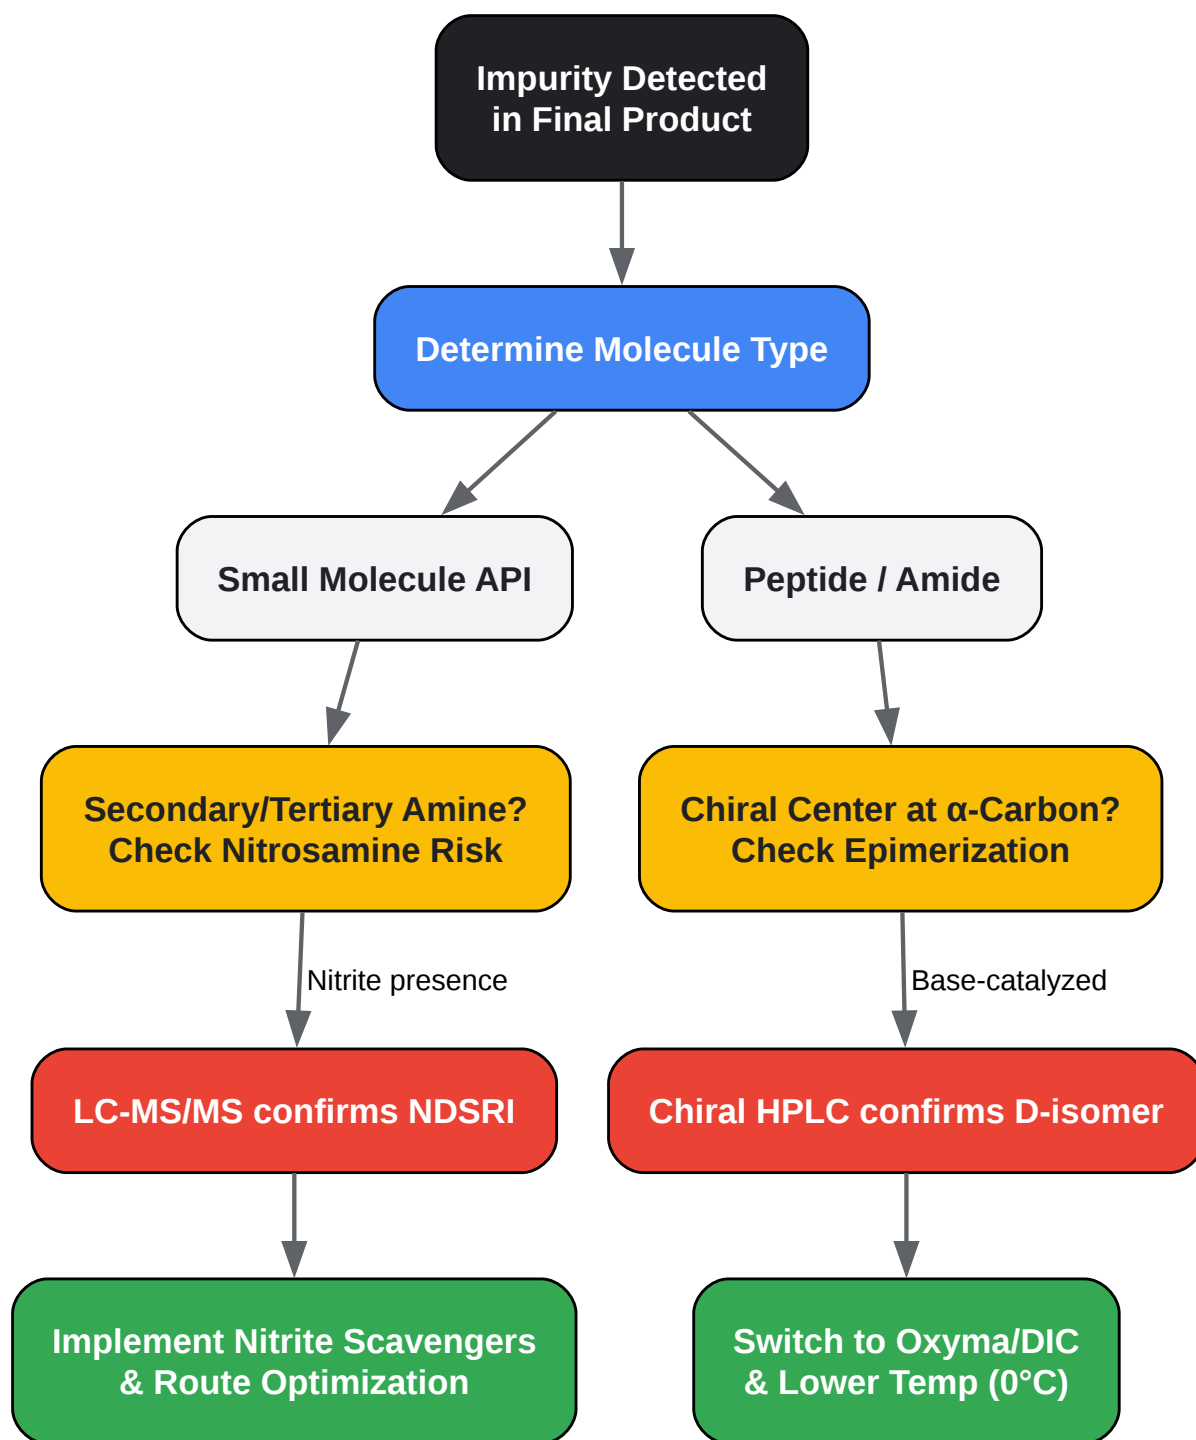 Impurity Detected
in Final Product
Determine Molecule Type
Small Molecule API
Peptide / Amide
Secondary/Tertiary Amine?
Check Nitrosamine Risk
Chiral Center at α-Carbon?
Check Epimerization
Nitrite presence
Base-catalyzed
LC-MS/MS confirms NDSRI
Chiral HPLC confirms D-isomer
Implement Nitrite Scavengers
& Route Optimization
Switch to Oxyma/DIC
& Lower Temp (0°C)